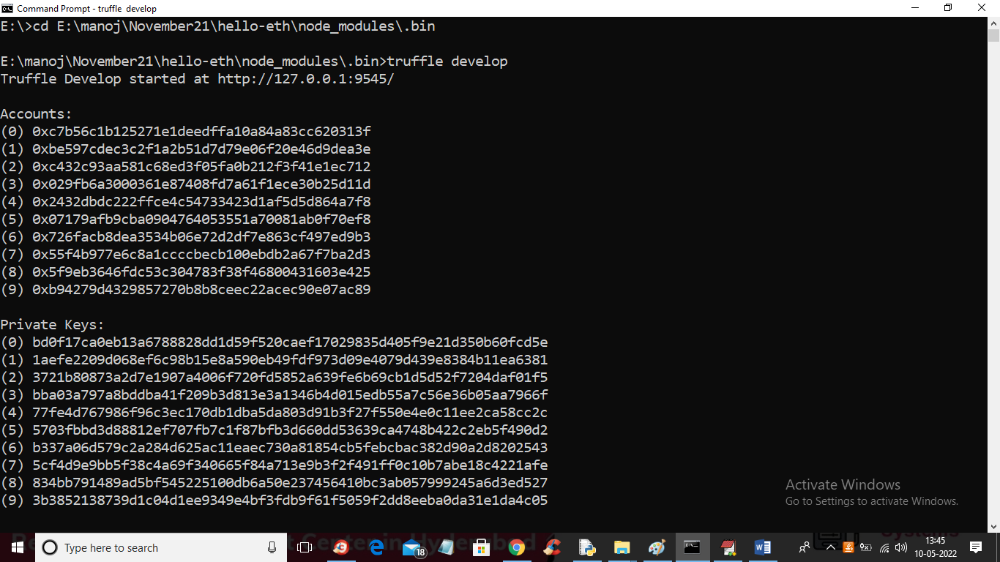 Command Prompt - truffle develop
E:\>cd E:\manoj\November21\hello-eth\node_modules\.bin
E:\manoj\November21\hello-eth\node_modules\.bin>truffle develop
Truffle Develop started at http://127.0.0.1:9545/
Accounts:
(0) 0xc7b56c1b125271e1deedffa10a84a83cc620313f
(1) 0xbe597cdec3c2f1a2b51d7d79e06f20e46d9dea3e
(2) 0xc432c93aa581c68ed3f05fa0b212f3f41e1ec712
(3) 0x029fb6a3000361e87408fd7a61f1ece30b25d11d
(4) 0x2432dbdc222ffce4c54733423d1af5d5d864a7f8
(5) 0x07179afb9cba0904764053551a70081ab0f70ef8
(6) 0x726facb8dea3534b06e72d2df7e863cf497ed9b3
(7) 0x55f4b977e6c8a1ccccbecb100ebdb2a67f7ba2d3
(8) 0x5f9eb3646fdc53c304783f38f46800431603e425
(9) 0xb94279d4329857270b8b8ceec22acec90e07ac89
Private Keys:
(0) bd0f17ca0eb13a6788828dd1d59f520caef17029835d405f9e21d350b60fcd5e
(1) 1aefe2209d068ef6c98b15e8a590eb49fdf973d09e4079d439e8384b11ea6381
(2) 3721b80873a2d7e1907a4006f720fd5852a639fe6b69cb1d5d52f7204daf01f5
(3) bba03a797a8bddba41f209b3d813e3a1346b4d015edb55a7c56e36b05aa7966f
(4) 77fe4d767986f96c3ec170db1dba5da803d91b3f27f550e4e0c11ee2ca58cc2c
(5) 5703fbbd3d88812ef707fb7c1f87bfb3d660dd53639ca4748b422c2eb5f490d2
(6) b337a06d579c2a284d625ac11eaec730a81854cb5febcbac382d90a2d8202543
(7) 5cf4d9e9bb5f38c4a69f340665f84a713e9b3f2f491ff0c10b7abe18c4221afe
(8) 834bb791489ad5bf545225100db6a50e237456410bc3ab057999245a6d3ed527
(9) 3b3852138739d1c04d1ee9349e4bf3fdb9f61f5059f2dd8eeba0da31e1da4c05
Activate Windows
Go to Settings to activate Windows.
Type here to search
18
13:45
10-05-2022